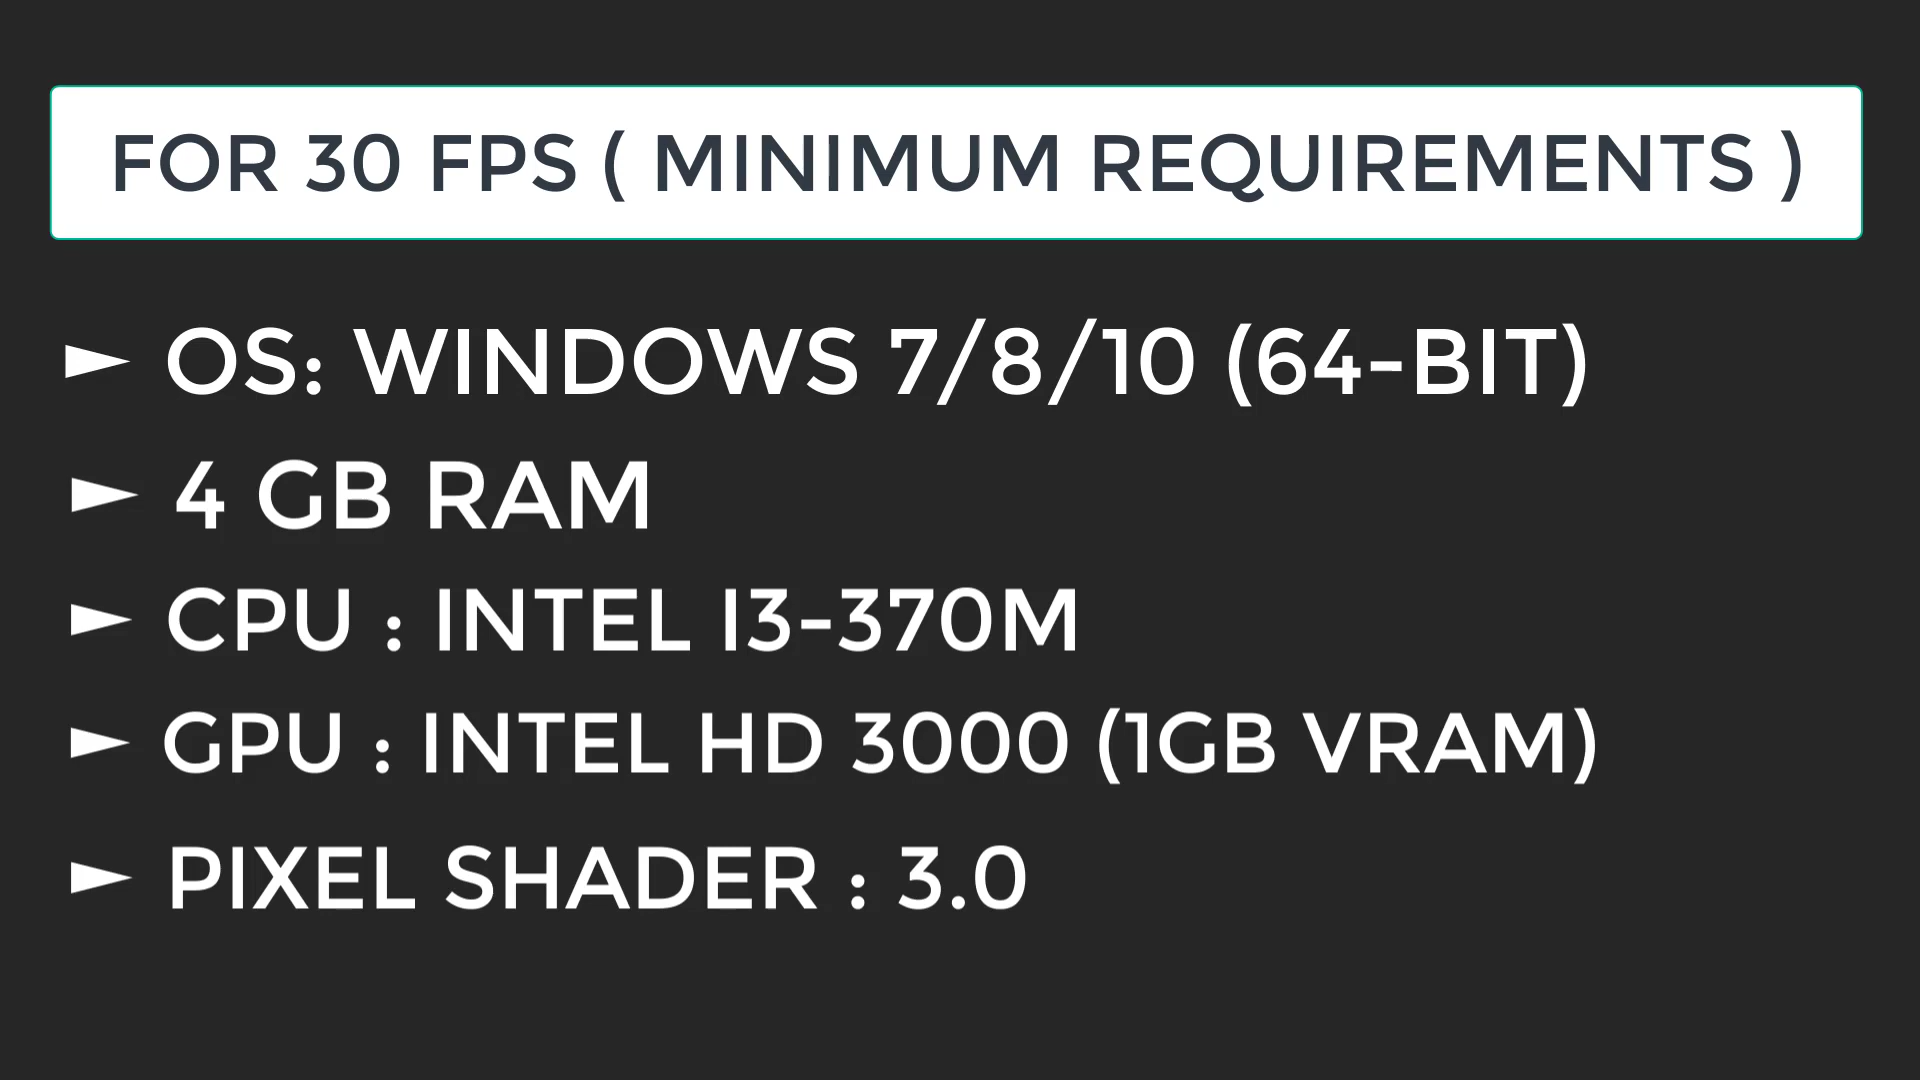 FOR 30 FPS ( MINIMUM REQUIREMENTS )
► OS: WINDOWS 7/8/10 (64-BIT)
► 4 GB RAM
► CPU : INTEL I3-370M
► GPU : INTEL HD 3000 (1GB VRAM)
► PIXEL SHADER : 3.0